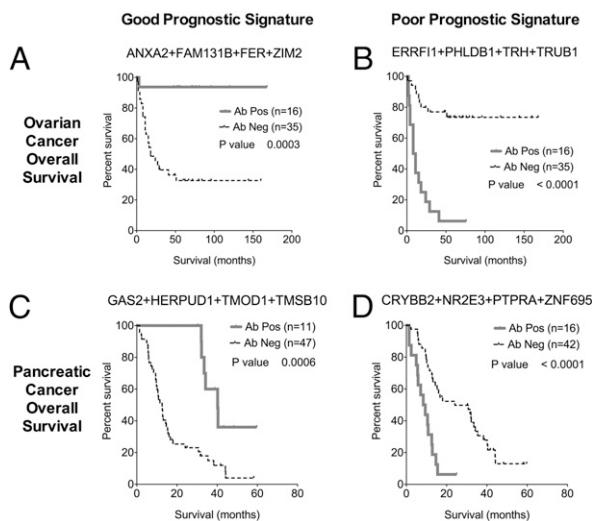 Good Prognostic Signature
Poor Prognostic Signature
A
ANXA2+FAM131B+FER+ZIM2
B
ERRFI1+PHLDB1+TRH+TRUB1
Ovarian
Cancer
Overall
Survival
Percent survival
100
80
60
40
20
0
Ab Pos (n=16)
Ab Neg (n=35)
P value 0.0003
0 50 100 150 200
Survival (months)
Percent survival
100
80
60
40
20
0
Ab Pos (n=16)
Ab Neg (n=35)
P value < 0.0001
0 50 100 150 200
Survival (months)
C
GAS2+HERPUD1+TMOD1+TMSB10
D
CRYBB2+NR2E3+PTPRA+ZNF695
Pancreatic
Cancer
Overall
Survival
Percent survival
100
80
60
40
20
0
Ab Pos (n=11)
Ab Neg (n=47)
P value 0.0006
0 20 40 60 80
Survival (months)
Percent survival
100
80
60
40
20
0
Ab Pos (n=16)
Ab Neg (n=42)
P value < 0.0001
0 20 40 60 80
Survival (months)